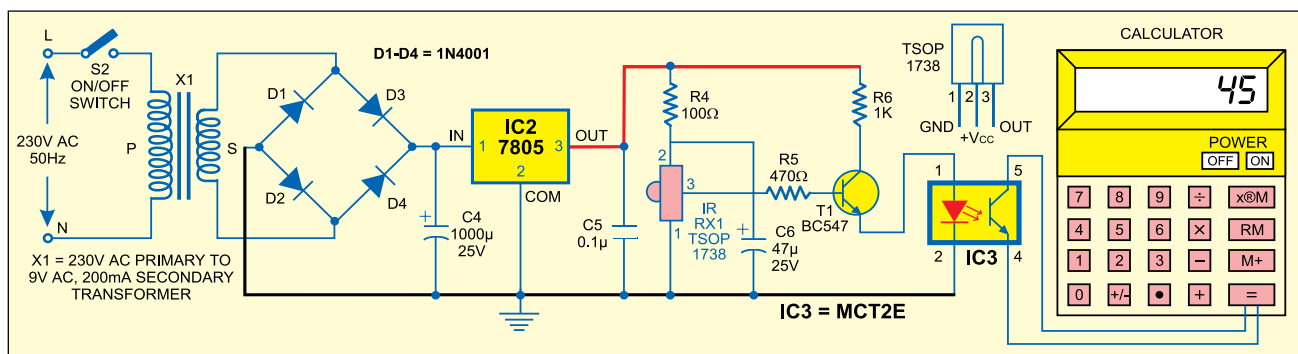 L
S2
ON/OFF
SWITCH
230V AC
50Hz
N
P
X1
S
X1 = 230V AC PRIMARY TO
9V AC, 200mA SECONDARY
TRANSFORMER
D1-D4 = 1N4001
D1
D3
D2
D4
C4
1000µ
25V
IN
1
IC2
7805
3
2
OUT
COM
C5
0.1µ
R4
100Ω
2
3
1
IR
RX1
TSOP
1738
R5
470Ω
C6
47µ
25V
R6
1K
T1
BC547
TSOP
1738
1 2 3
GND
+Vcc
OUT
1
5
2
4
IC3
IC3 = MCT2E
CALCULATOR
45
POWER
OFF ON
7 8 9 ÷ x®M
4 5 6 × RM
1 2 3 − M+
0 +/- • + =